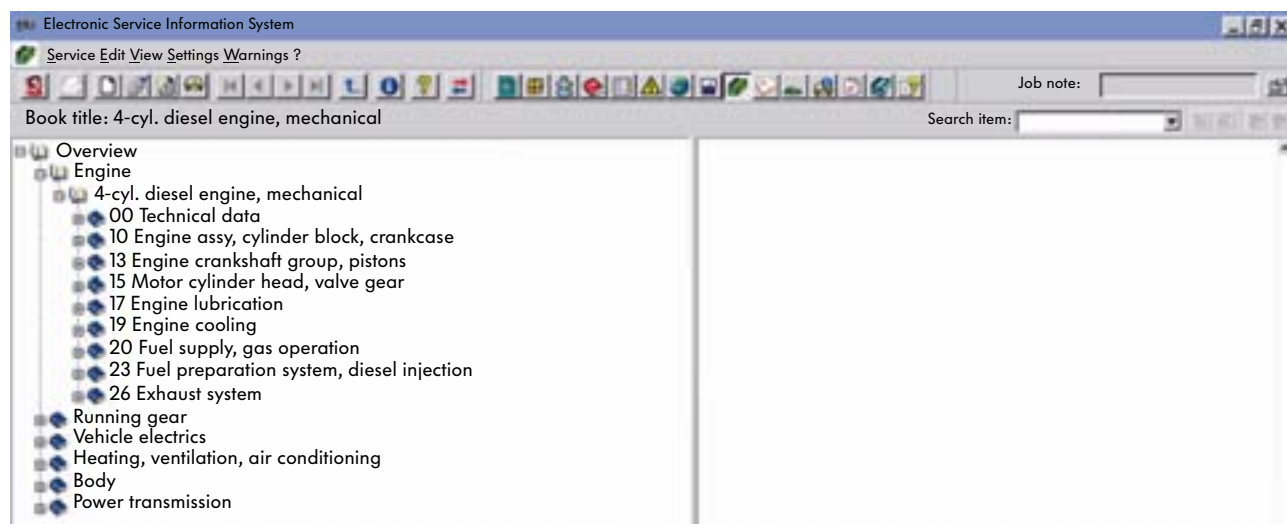 Electronic Service Information System
Service Edit View Settings Warnings ?
Job note:
Book title: 4-cyl. diesel engine, mechanical
Search item:
Overview
Engine
4-cyl. diesel engine, mechanical
00 Technical data
10 Engine assy, cylinder block, crankcase
13 Engine crankshaft group, pistons
15 Motor cylinder head, valve gear
17 Engine lubrication
19 Engine cooling
20 Fuel supply, gas operation
23 Fuel preparation system, diesel injection
26 Exhaust system
Running gear
Vehicle electrics
Heating, ventilation, air conditioning
Body
Power transmission